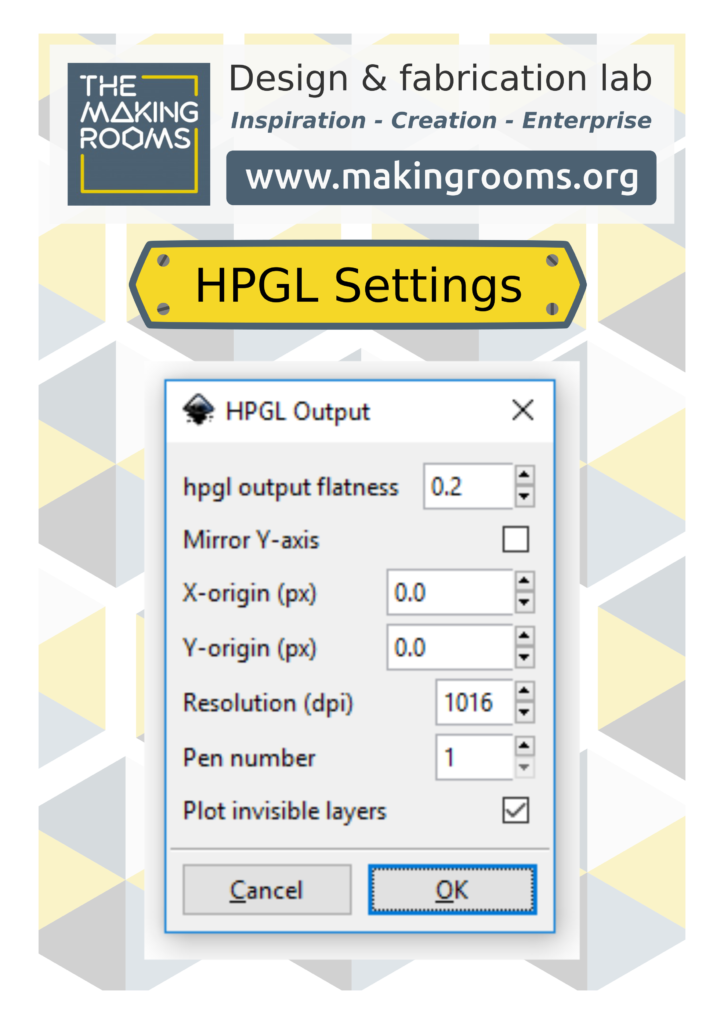 THE
MAKING
ROOMS
Design & fabrication lab
Inspiration - Creation - Enterprise
www.makingrooms.org
HPGL Settings
HPGL Output
hpgl output flatness 0.2
Mirror Y-axis
X-origin (px) 0.0
Y-origin (px) 0.0
Resolution (dpi) 1016
Pen number 1
Plot invisible layers
Cancel OK